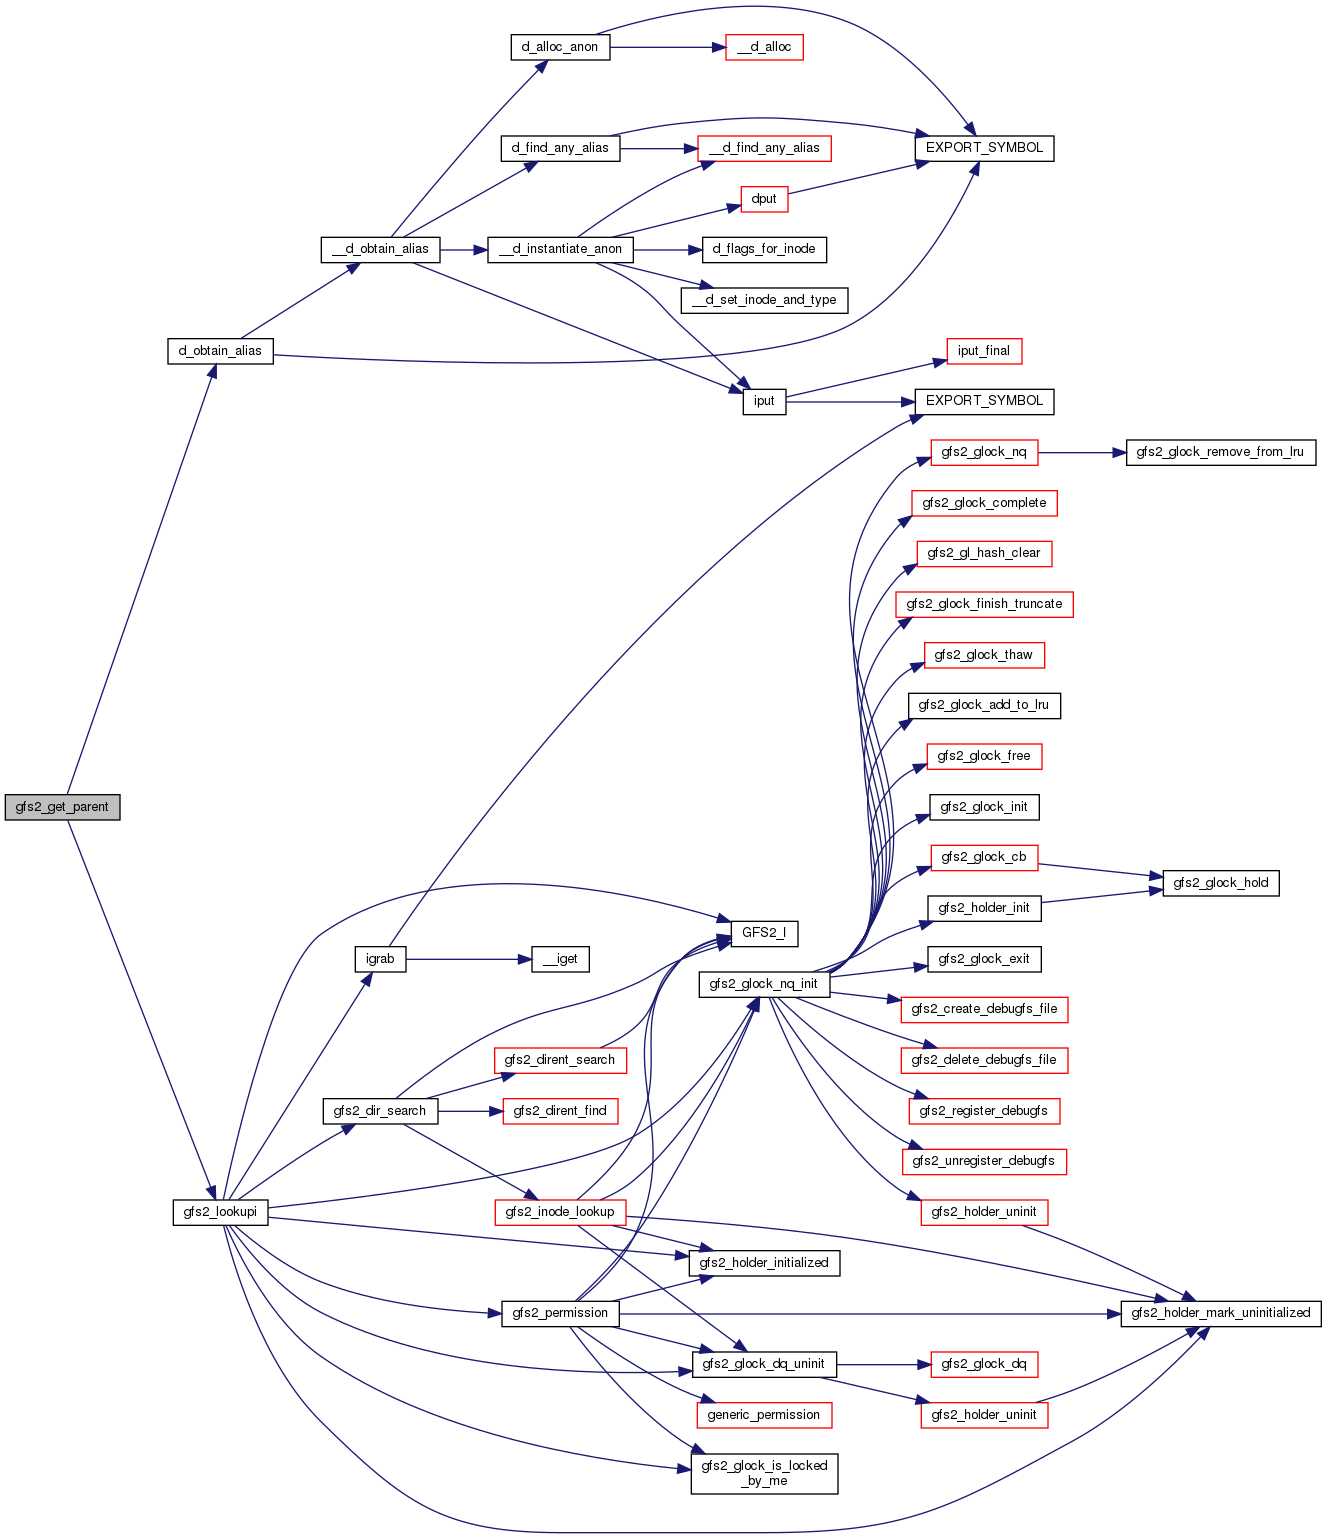 d_alloc_anon
__d_alloc
d_find_any_alias
__d_find_any_alias
EXPORT_SYMBOL
dput
__d_obtain_alias
__d_instantiate_anon
d_flags_for_inode
__d_set_inode_and_type
d_obtain_alias
iput_final
iput
EXPORT_SYMBOL
gfs2_glock_nq
gfs2_glock_remove_from_lru
gfs2_glock_complete
gfs2_gl_hash_clear
gfs2_glock_finish_truncate
gfs2_glock_thaw
gfs2_glock_add_to_lru
gfs2_glock_free
gfs2_get_parent
gfs2_glock_init
gfs2_glock_cb
gfs2_glock_hold
gfs2_holder_init
GFS2_I
igrab
__iget
gfs2_glock_exit
gfs2_glock_nq_init
gfs2_create_debugfs_file
gfs2_dirent_search
gfs2_delete_debugfs_file
gfs2_dir_search
gfs2_dirent_find
gfs2_register_debugfs
gfs2_unregister_debugfs
gfs2_lookupi
gfs2_inode_lookup
gfs2_holder_uninit
gfs2_holder_initialized
gfs2_permission
gfs2_holder_mark_uninitialized
gfs2_glock_dq_uninit
gfs2_glock_dq
generic_permission
gfs2_holder_uninit
gfs2_glock_is_locked
_by_me